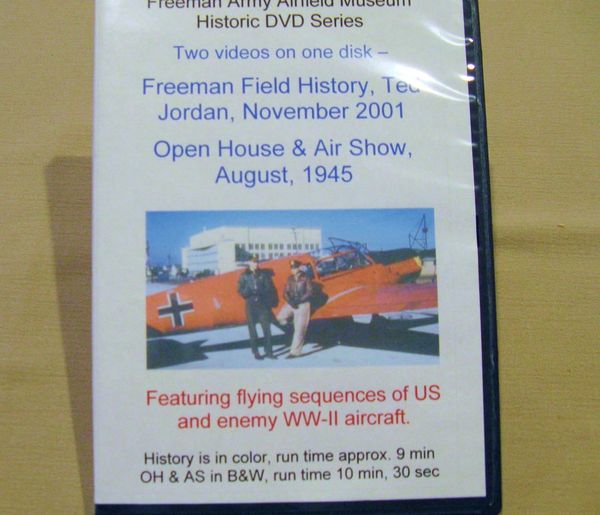 Freeman Army Airfield Museum
Historic DVD Series
Two videos on one disk –
Freeman Field History, Ted
Jordan, November 2001
Open House & Air Show,
August, 1945
Featuring flying sequences of US
and enemy WW-II aircraft.
History is in color, run time approx. 9 min
OH & AS in B&W, run time 10 min, 30 sec